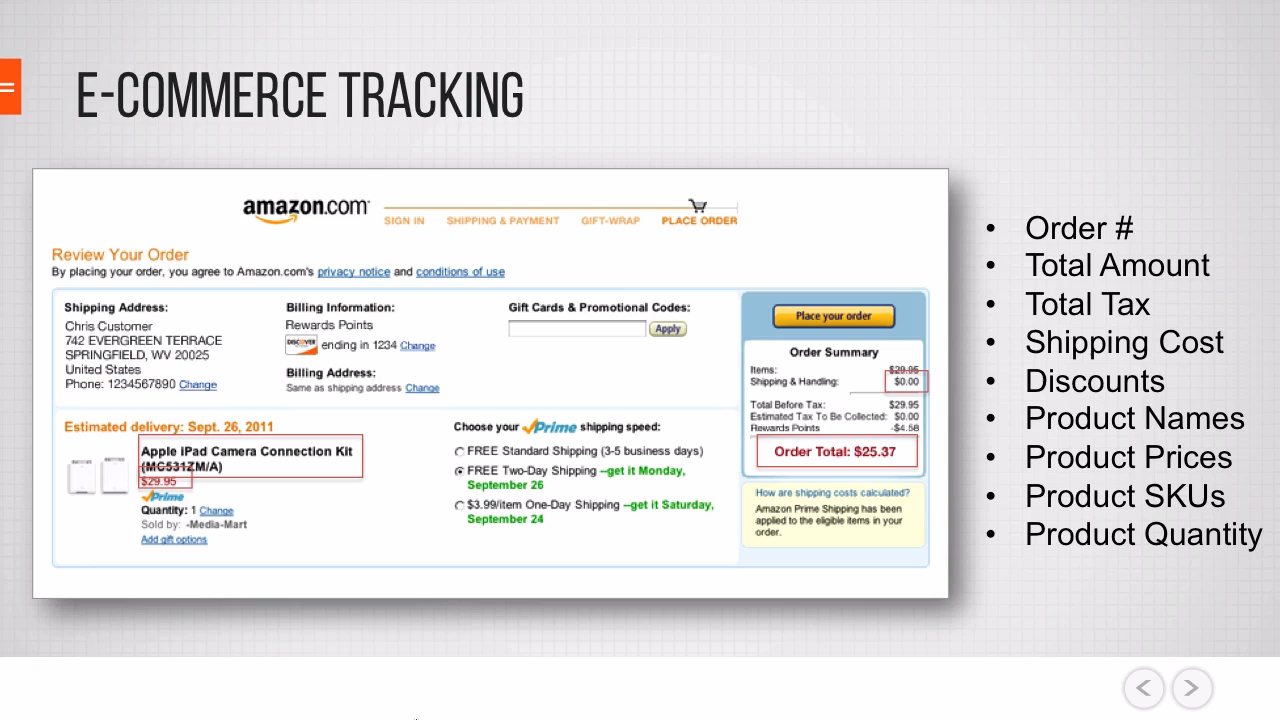 E-COMMERCE TRACKING
amazon.com
SIGN IN SHIPPING & PAYMENT GIFT-WRAP PLACE ORDER
Review Your Order
By placing your order, you agree to Amazon.com's privacy notice and conditions of use
Shipping Address:
Chris Customer
742 EVERGREEN TERRACE
SPRINGFIELD, WV 20025
United States
Phone: 1234567890 Change
Billing Information:
Rewards Points
DISCOVER ending in 1234 Change
Billing Address:
Same as shipping address Change
Gift Cards & Promotional Codes:
Apply
Place your order
Order Summary
Items: $29.95
Shipping & Handling: $0.00
Total Before Tax: $29.95
Estimated Tax To Be Collected: $0.00
Rewards Points -$4.58
Order Total: $25.37
How are shipping costs calculated?
Amazon Prime Shipping has been
applied to the eligible items in your
order.
Estimated delivery: Sept. 26, 2011
Apple iPad Camera Connection Kit
(MC531ZM/A)
$29.95
Prime
Quantity: 1 Change
Sold by: -Media-Mart
Add gift options
Choose your Prime shipping speed:
FREE Standard Shipping (3-5 business days)
FREE Two-Day Shipping --get it Monday,
September 26
$3.99/item One-Day Shipping --get it Saturday,
September 24
• Order #
• Total Amount
• Total Tax
• Shipping Cost
• Discounts
• Product Names
• Product Prices
• Product SKUs
• Product Quantity